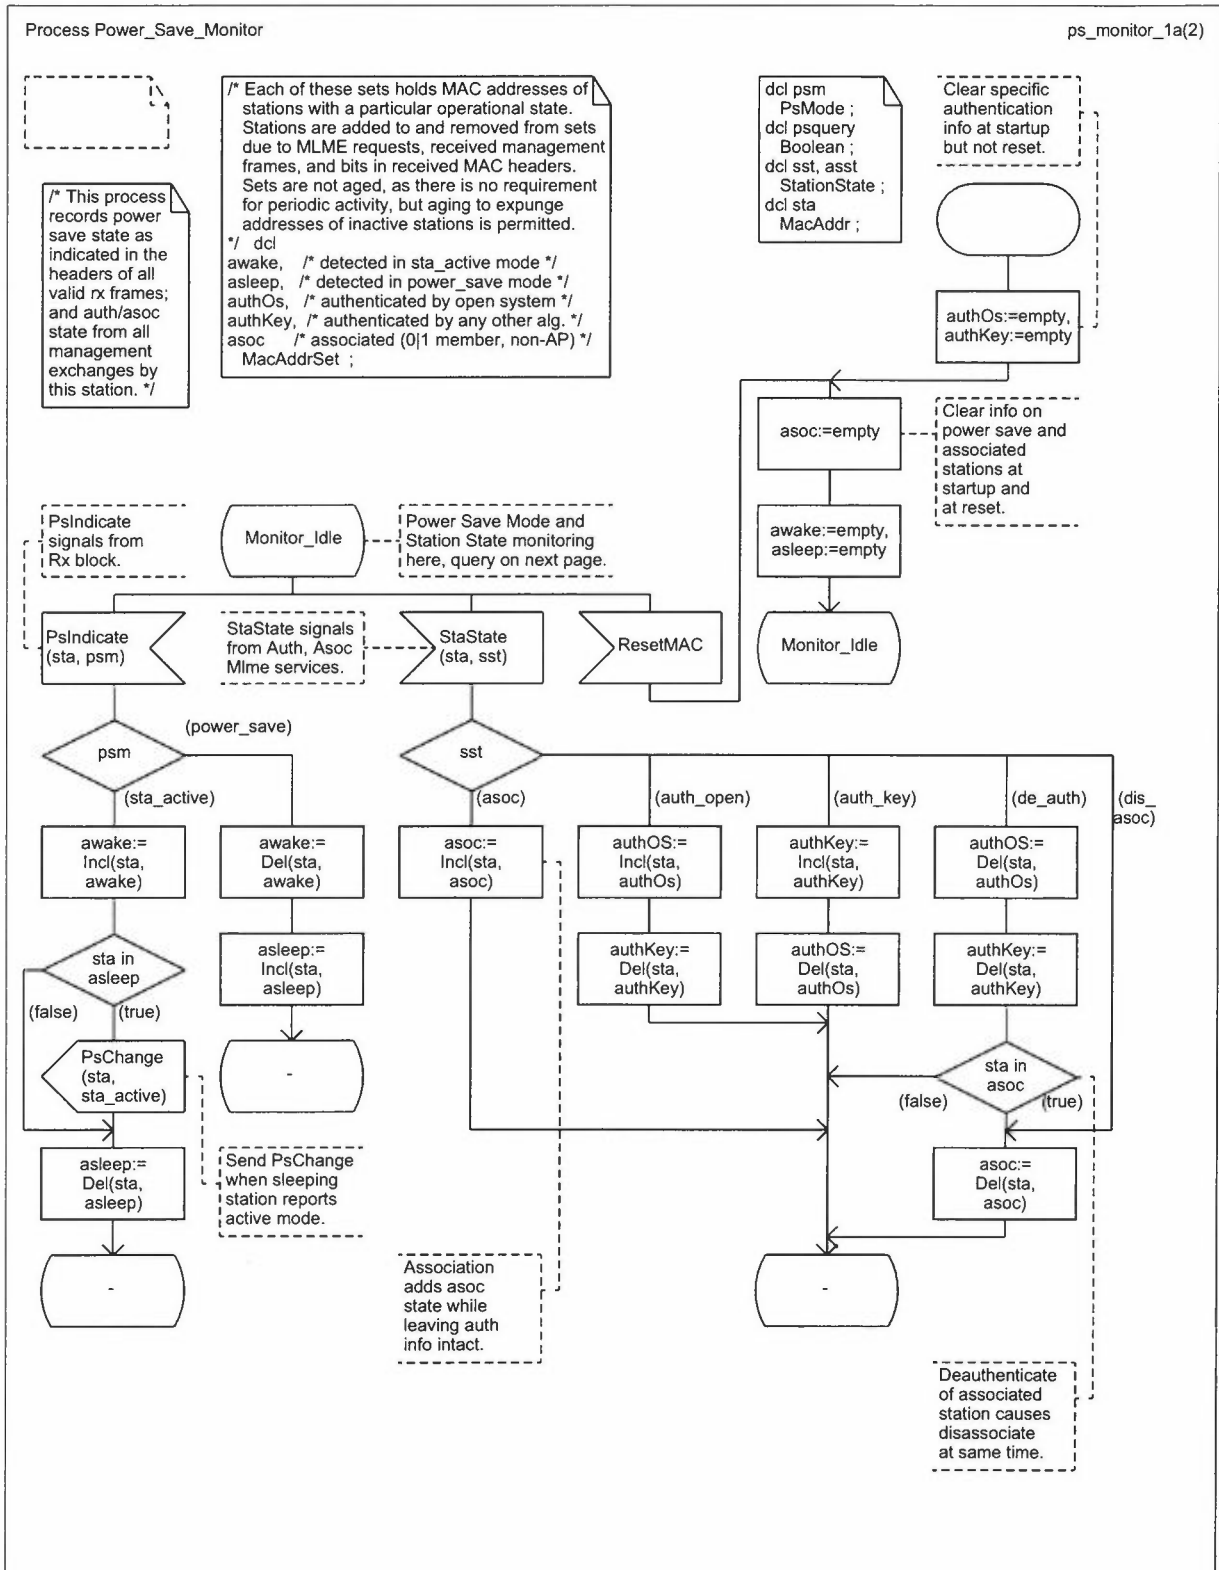 Process Power_Save_Monitor
ps_monitor_1a(2)
/* This process
records power
save state as
indicated in the
headers of all
valid rx frames;
and auth/asoc
state from all
management
exchanges by
this station. */
/* Each of these sets holds MAC addresses of
stations with a particular operational state.
Stations are added to and removed from sets
due to MLME requests, received management
frames, and bits in received MAC headers.
Sets are not aged, as there is no requirement
for periodic activity, but aging to expunge
addresses of inactive stations is permitted.
*/ dcl
awake, /* detected in sta_active mode */
asleep, /* detected in power_save mode */
authOs, /* authenticated by open system */
authKey, /* authenticated by any other alg. */
asoc /* associated (0|1 member, non-AP) */
MacAddrSet ;
dcl psm
PsMode ;
dcl psquery
Boolean ;
dcl sst, asst
StationState ;
dcl sta
MacAddr ;
Clear specific
authentication
info at startup
but not reset.
authOs:=empty,
authKey:=empty
asoc:=empty
Clear info on
power save and
associated
stations at
startup and
at reset.
awake:=empty,
asleep:=empty
Monitor_Idle
PsIndicate
signals from
Rx block.
Monitor_Idle
Power Save Mode and
Station State monitoring
here, query on next page.
PsIndicate
(sta, psm)
StaState signals
from Auth, Asoc
Mlme services.
StaState
(sta, sst)
ResetMAC
psm
(power_save)
(sta_active)
sst
(asoc)
(auth_open)
(auth_key)
(de_auth)
(dis_
asoc)
awake:=
Incl(sta,
awake)
awake:=
Del(sta,
awake)
asoc:=
Incl(sta,
asoc)
authOS:=
Incl(sta,
authOs)
authKey:=
Incl(sta,
authKey)
authOS:=
Del(sta,
authOs)
sta in
asleep
(false)
(true)
asleep:=
Incl(sta,
asleep)
authKey:=
Del(sta,
authKey)
authOS:=
Del(sta,
authOs)
authKey:=
Del(sta,
authKey)
PsChange
(sta,
sta_active)
-
sta in
asoc
(false)
(true)
asleep:=
Del(sta,
asleep)
Send PsChange
when sleeping
station reports
active mode.
asoc:=
Del(sta,
asoc)
-
Association
adds asoc
state while
leaving auth
info intact.
-
Deauthenticate
of associated
station causes
disassociate
at same time.